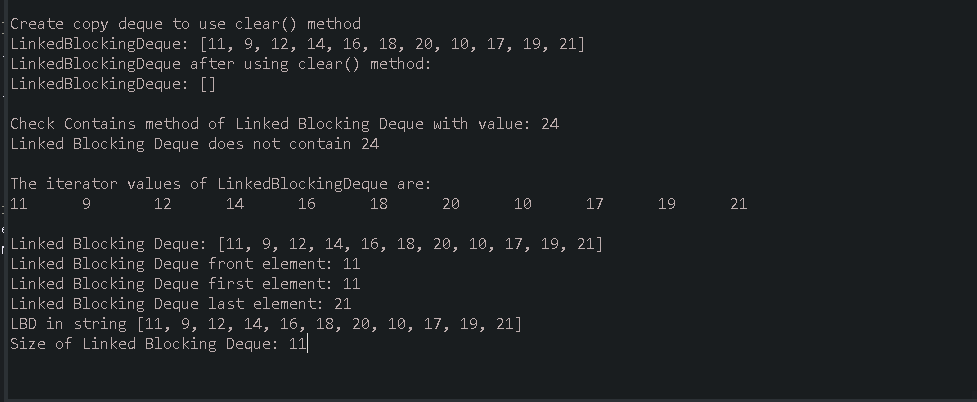 Create copy deque to use clear() method
LinkedBlockingDeque: [11, 9, 12, 14, 16, 18, 20, 10, 17, 19, 21]
LinkedBlockingDeque after using clear() method:
LinkedBlockingDeque: []
Check Contains method of Linked Blocking Deque with value: 24
Linked Blocking Deque does not contain 24
The iterator values of LinkedBlockingDeque are:
11 9 12 14 16 18 20 10 17 19 21
Linked Blocking Deque: [11, 9, 12, 14, 16, 18, 20, 10, 17, 19, 21]
Linked Blocking Deque front element: 11
Linked Blocking Deque first element: 11
Linked Blocking Deque last element: 21
LBD in string [11, 9, 12, 14, 16, 18, 20, 10, 17, 19, 21]
Size of Linked Blocking Deque: 11